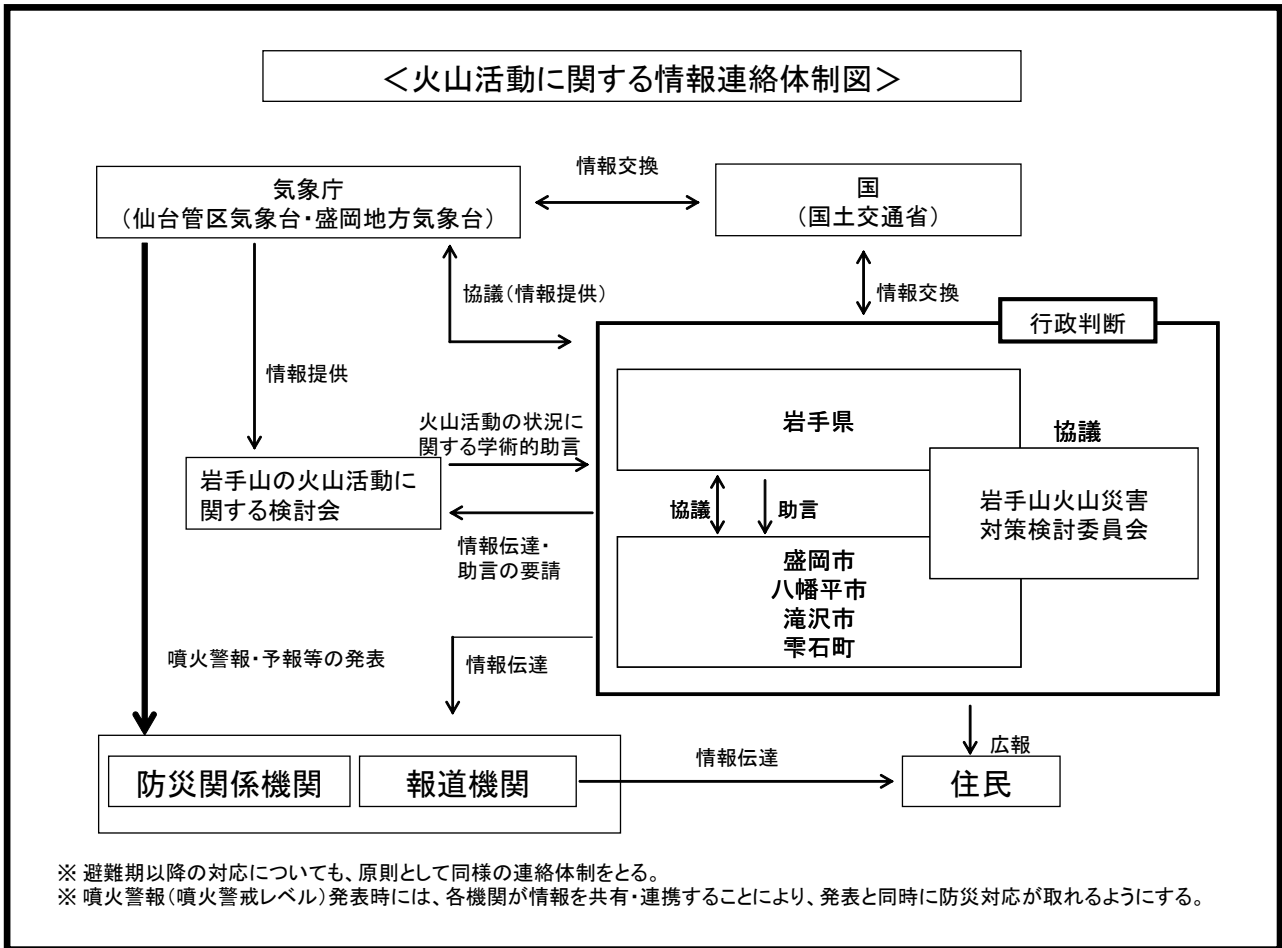 ＜火山活動に関する情報連絡体制図＞
情報交換
気象庁
（仙台管区気象台・盛岡地方気象台）
国
（国土交通省）
協議（情報提供）
情報交換
行政判断
情報提供
火山活動の状況に
関する学術的助言
岩手県
協議
岩手山の火山活動に
関する検討会
岩手山火山災害
対策検討委員会
協議
助言
情報伝達・
助言の要請
盛岡市
八幡平市
滝沢市
雫石町
噴火警報・予報等の発表
情報伝達
広報
防災関係機関
報道機関
情報伝達
住民
※ 避難期以降の対応についても、原則として同様の連絡体制をとる。
※ 噴火警報（噴火警戒レベル）発表時には、各機関が情報を共有・連携することにより、発表と同時に防災対応が取れるようにする。